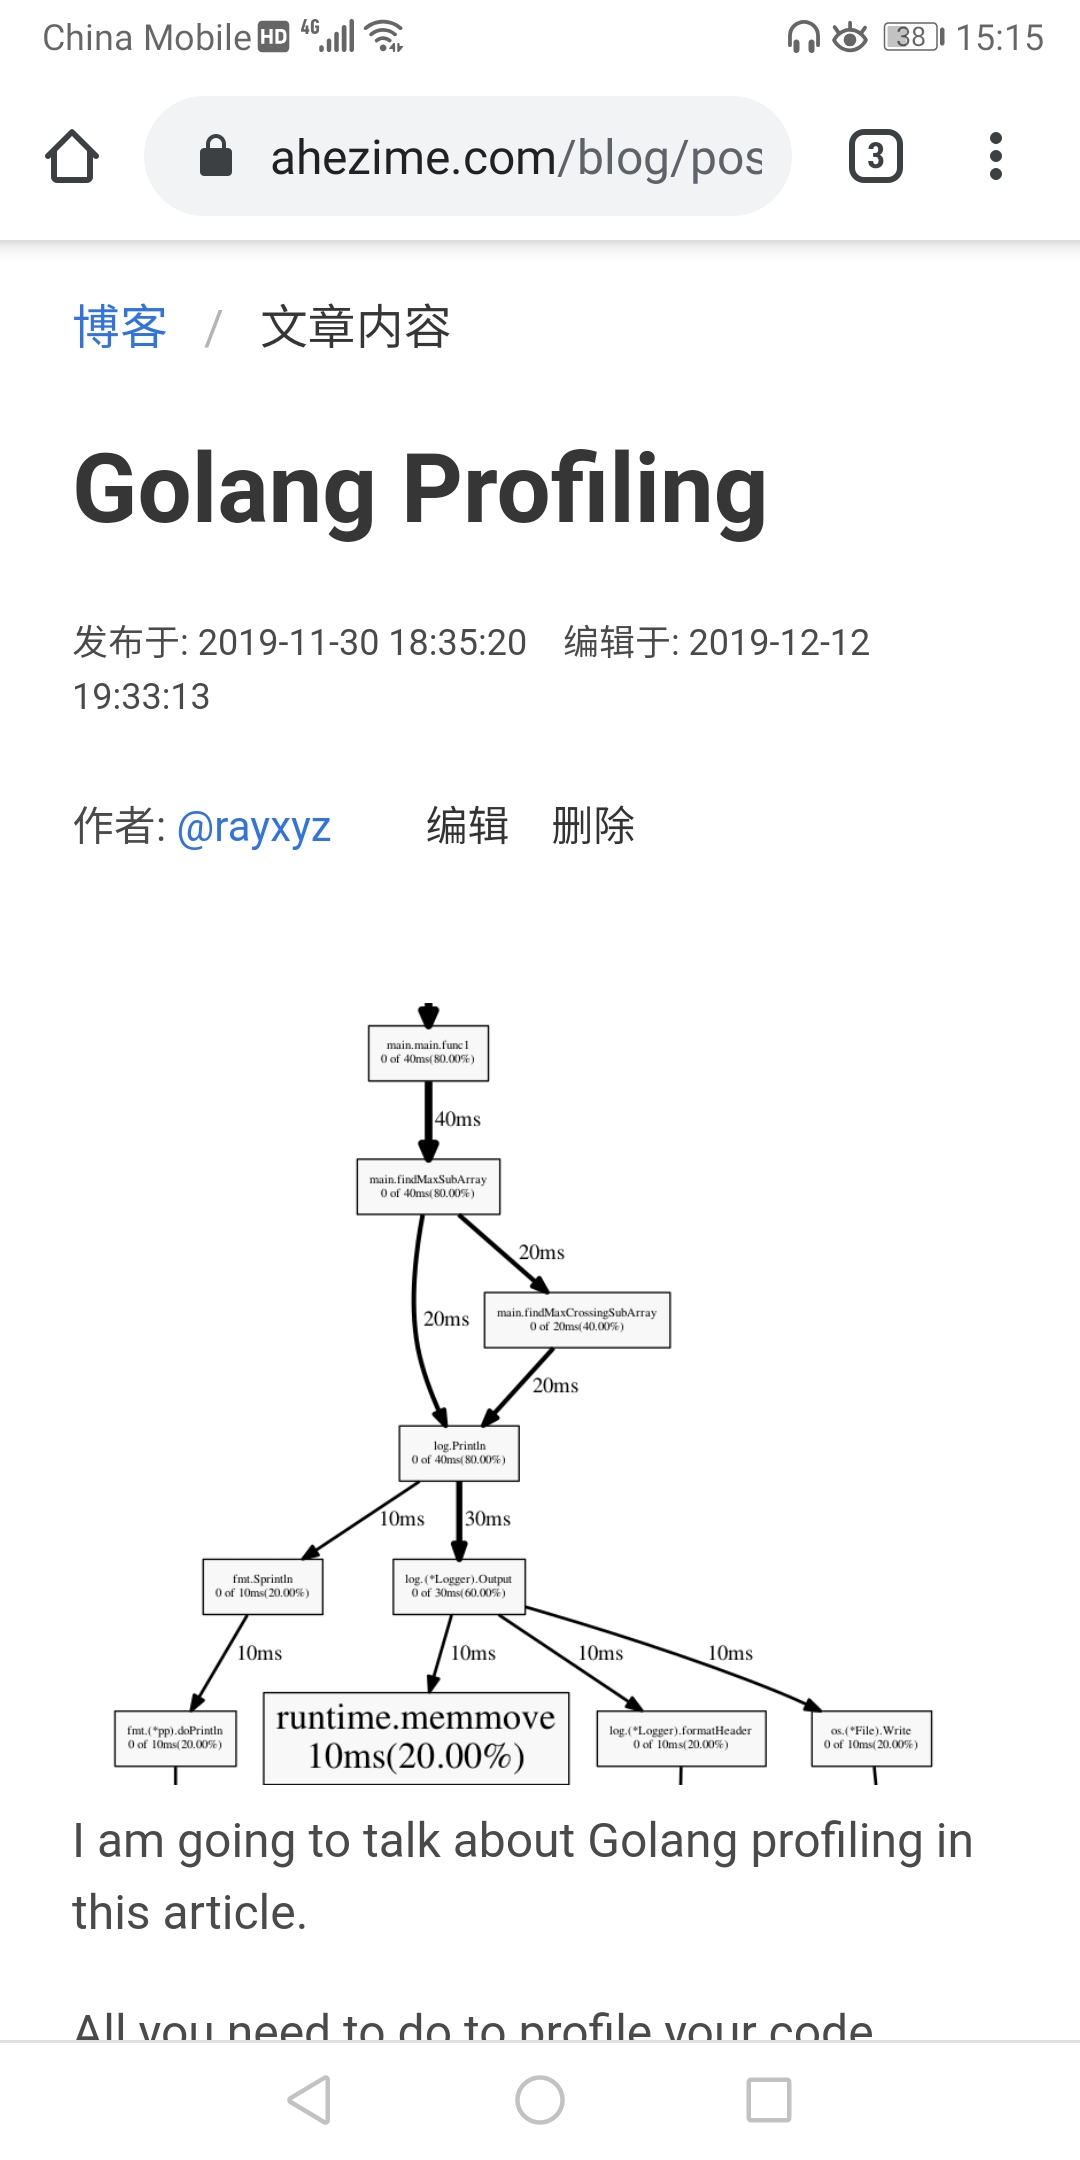 China Mobile HD 4G 38 15:15
ahezime.com/blog/pos
3
博客 / 文章内容
Golang Profiling
发布于: 2019-11-30 18:35:20 编辑于: 2019-12-12
19:33:13
作者: @rayxyz 编辑 删除
main.main.func1
0 of 40ms(80.00%)
40ms
main.findMaxSubArray
0 of 40ms(80.00%)
20ms
20ms
main.findMaxCrossingSubArray
0 of 20ms(40.00%)
20ms
log.Println
0 of 40ms(80.00%)
10ms
30ms
fmt.Sprintln
0 of 10ms(20.00%)
log.(*Logger).Output
0 of 30ms(60.00%)
10ms
10ms
10ms
10ms
fmt.(*pp).doPrintln
0 of 10ms(20.00%)
runtime.memmove
10ms(20.00%)
log.(*Logger).formatHeader
0 of 10ms(20.00%)
os.(*File).Write
0 of 10ms(20.00%)
I am going to talk about Golang profiling in
this article.
All you need to do to profile your code